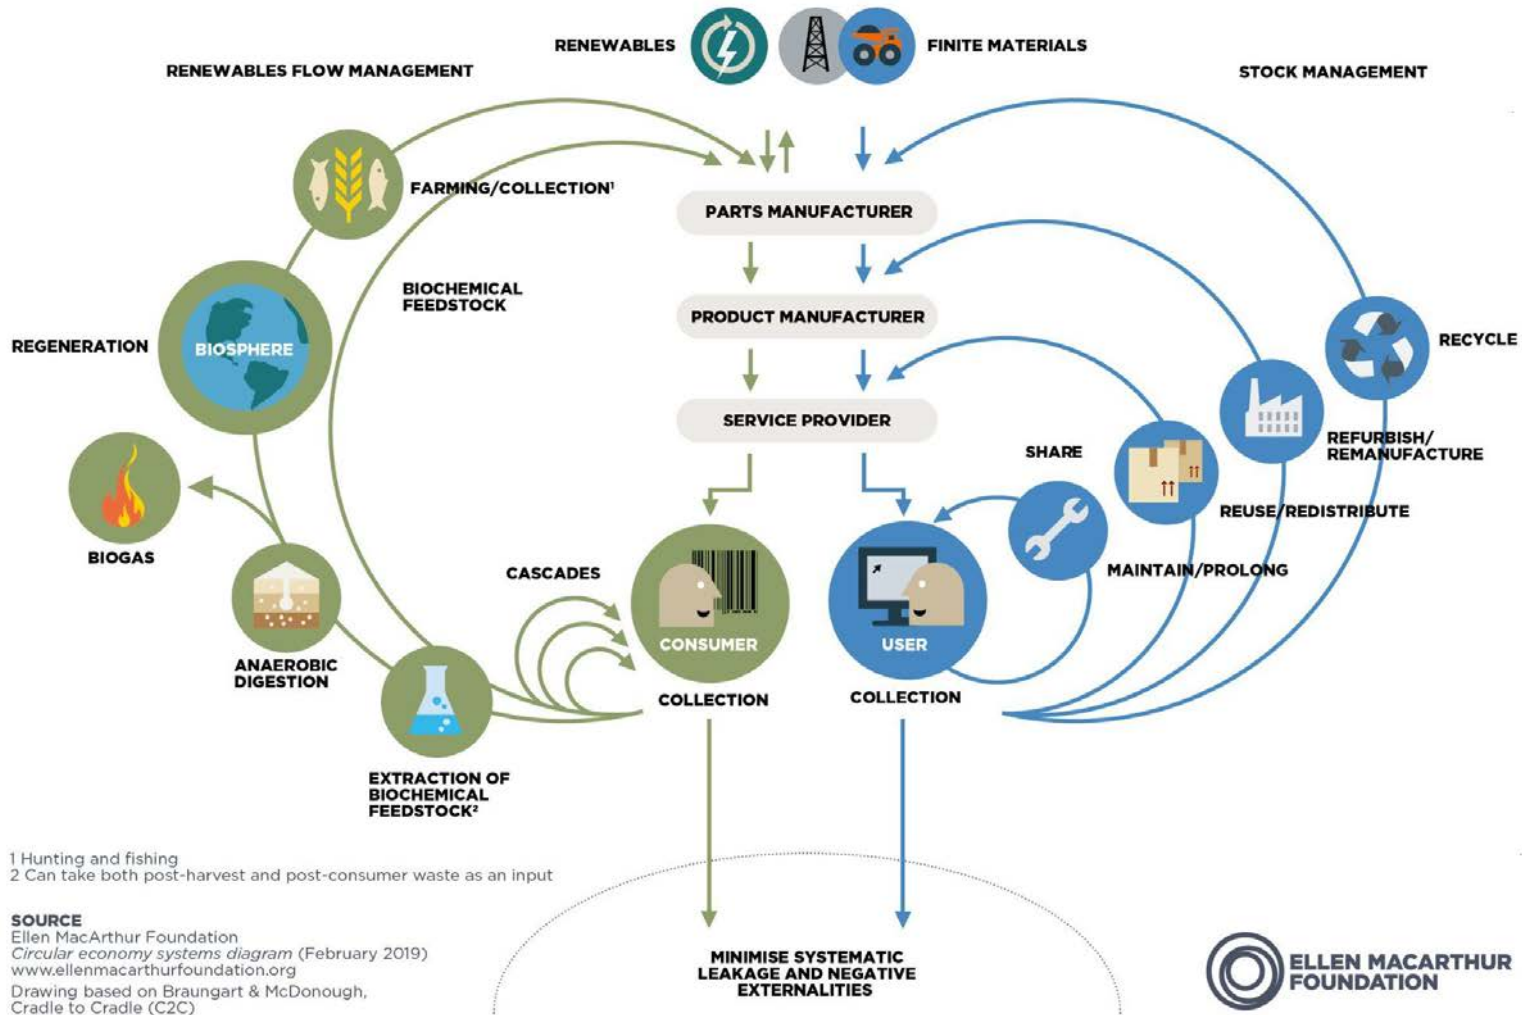 RENEWABLES
FINITE MATERIALS
RENEWABLES FLOW MANAGEMENT
STOCK MANAGEMENT
FARMING/COLLECTION¹
PARTS MANUFACTURER
BIOCHEMICAL
FEEDSTOCK
PRODUCT MANUFACTURER
REGENERATION
BIOSPHERE
RECYCLE
SERVICE PROVIDER
SHARE
REFURBISH/
REMANUFACTURE
REUSE/REDISTRIBUTE
BIOGAS
CASCADES
MAINTAIN/PROLONG
CONSUMER
USER
ANAEROBIC
DIGESTION
COLLECTION
COLLECTION
EXTRACTION OF
BIOCHEMICAL
FEEDSTOCK²
1 Hunting and fishing
2 Can take both post-harvest and post-consumer waste as an input
SOURCE
Ellen MacArthur Foundation
Circular economy systems diagram (February 2019)
www.ellenmacarthurfoundation.org
Drawing based on Braungart & McDonough,
Cradle to Cradle (C2C)
MINIMISE SYSTEMATIC
LEAKAGE AND NEGATIVE
EXTERNALITIES
ELLEN MACARTHUR
FOUNDATION